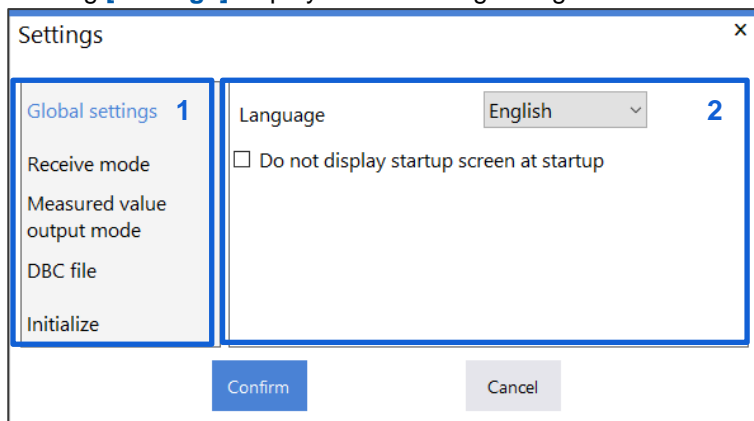 Settings
×
Global settings 1
Receive mode
Measured value
output mode
DBC file
Initialize
Language English 2
Do not display startup screen at startup
Confirm Cancel